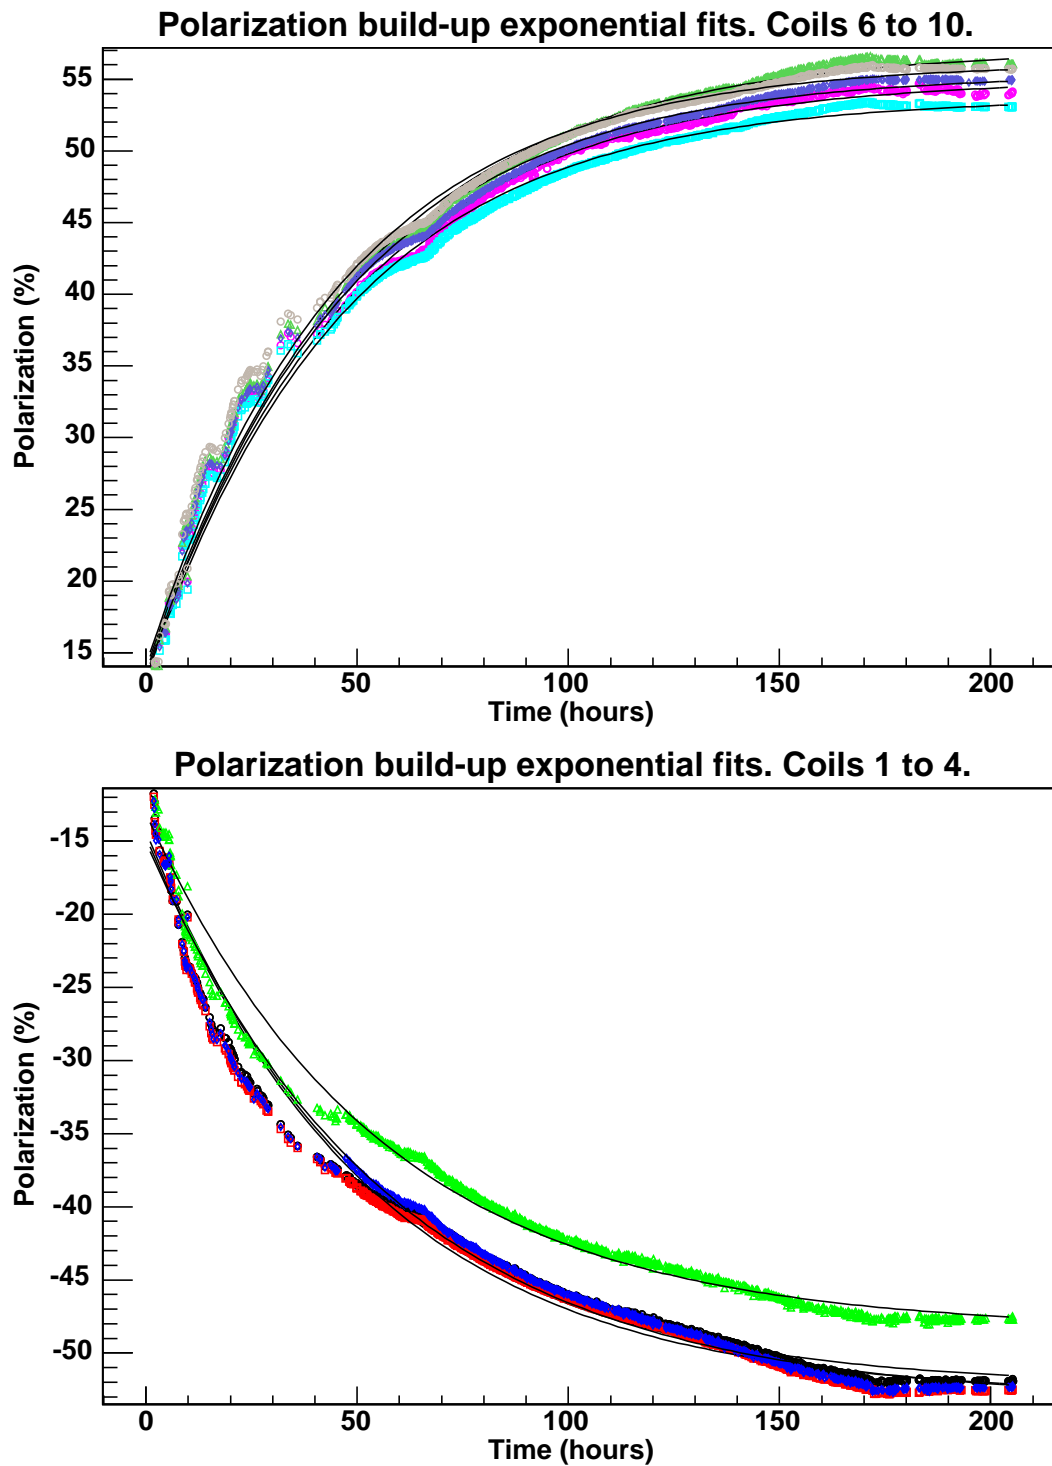 Polarization build-up exponential fits. Coils 6 to 10.
55
50
45
40
35
30
25
20
15
Polarization (%)
0 50 100 150 200
Time (hours)
Polarization build-up exponential fits. Coils 1 to 4.
-15
-20
-25
-30
-35
-40
-45
-50
Polarization (%)
0 50 100 150 200
Time (hours)